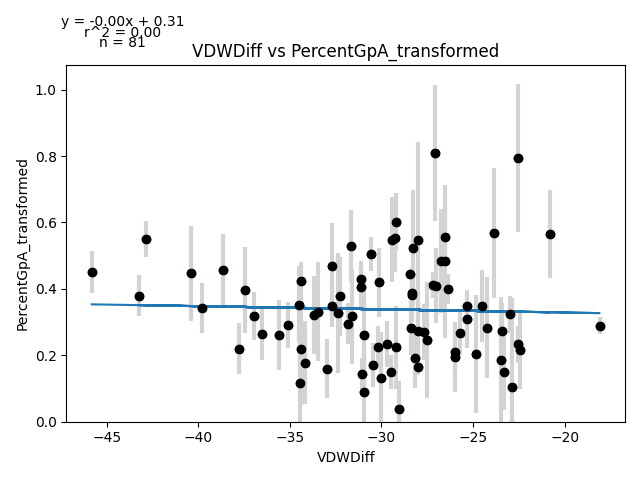 y = -0.00x + 0.31
r^2 = 0.00
n = 81
VDWDiff vs PercentGpA_transformed
PercentGpA_transformed
1.0
0.8
0.6
0.4
0.2
0.0
−45
−40
−35
−30
−25
−20
VDWDiff